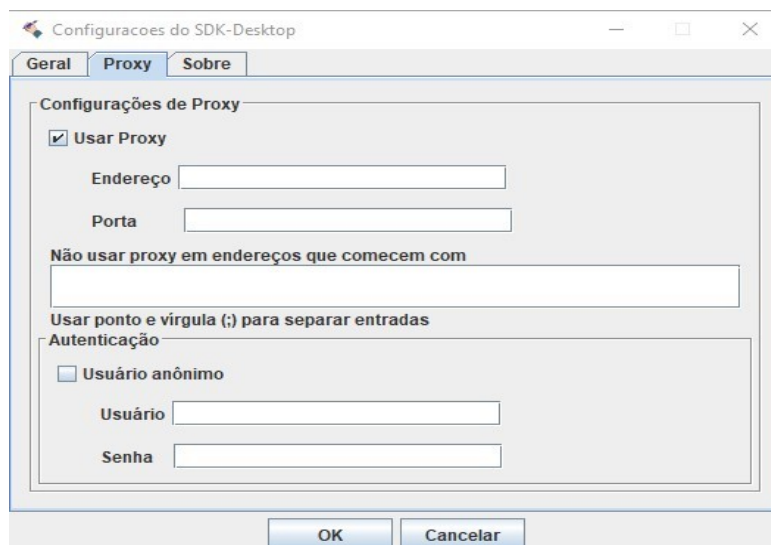 Configuracoes do SDK-Desktop
Geral Proxy Sobre
Configurações de Proxy
Usar Proxy
Endereço
Porta
Não usar proxy em endereços que comecem com
Usar ponto e vírgula (;) para separar entradas
Autenticação
Usuário anônimo
Usuário
Senha
OK Cancelar